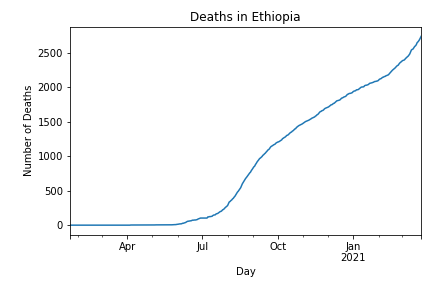 Deaths in Ethiopia
Number of Deaths
2500
2000
1500
1000
500
0
Apr
Jul
Oct
Jan
2021
Day